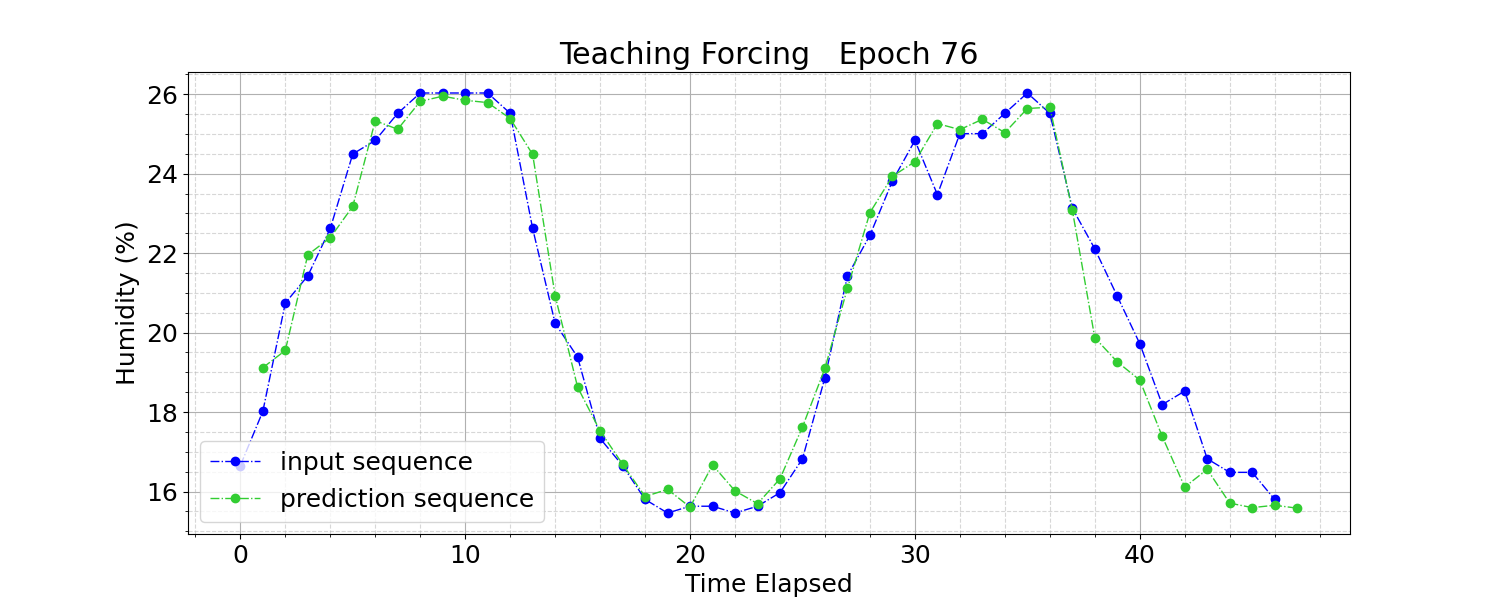 Teaching Forcing   Epoch 76
Humidity (%)
26
24
22
20
18
16
input sequence
prediction sequence
0 10 20 30 40
Time Elapsed